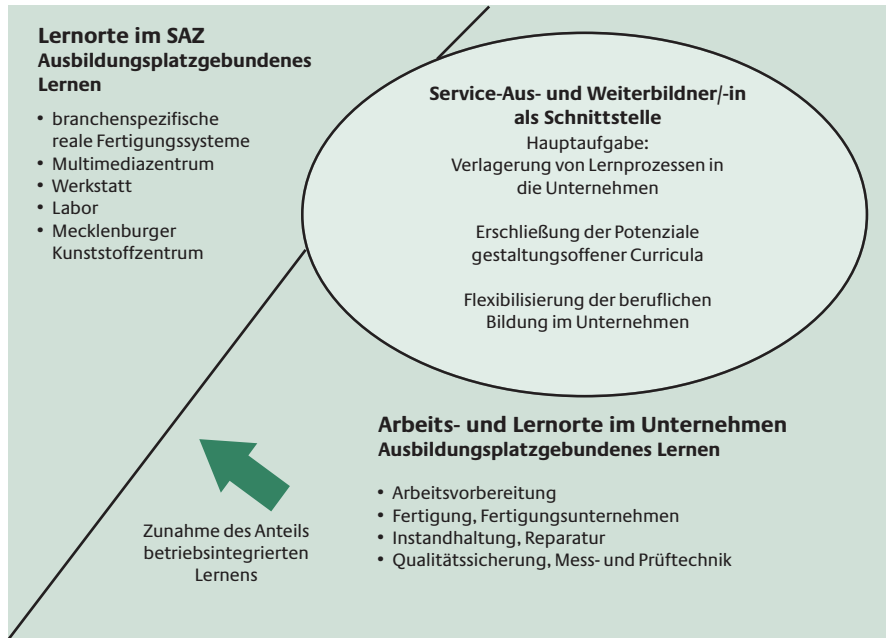 Lernorte im SAZ
Ausbildungsplatzgebundenes
Lernen
• branchenspezifische
reale Fertigungssysteme
• Multimediazentrum
• Werkstatt
• Labor
• Mecklenburger
Kunststoffzentrum
Service-Aus- und Weiterbildner/-in
als Schnittstelle
Hauptaufgabe:
Verlagerung von Lernprozessen in
die Unternehmen
Erschließung der Potenziale
gestaltungsoffener Curricula
Flexibilisierung der beruflichen
Bildung im Unternehmen
Arbeits- und Lernorte im Unternehmen
Ausbildungsplatzgebundenes Lernen
• Arbeitsvorbereitung
• Fertigung, Fertigungsunternehmen
• Instandhaltung, Reparatur
• Qualitätssicherung, Mess- und Prüftechnik
Zunahme des Anteils
betriebsintegrierten
Lernens